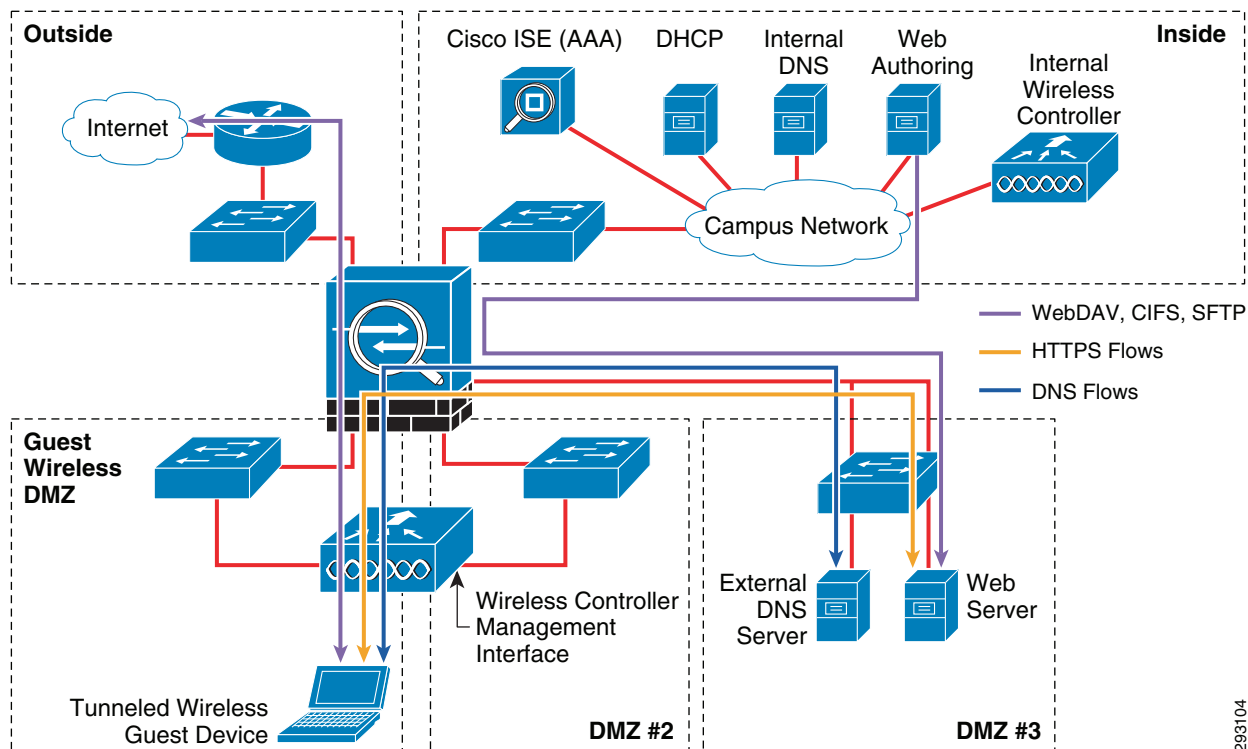 Outside
Internet
Cisco ISE (AAA)
DHCP
Internal
DNS
Web
Authoring
Inside
Internal
Wireless
Controller
Campus Network
WebDAV, CIFS, SFTP
HTTPS Flows
DNS Flows
Guest
Wireless
DMZ
Wireless Controller
Management
Interface
Tunneled Wireless
Guest Device
DMZ #2
External
DNS
Server
Web
Server
DMZ #3
293104